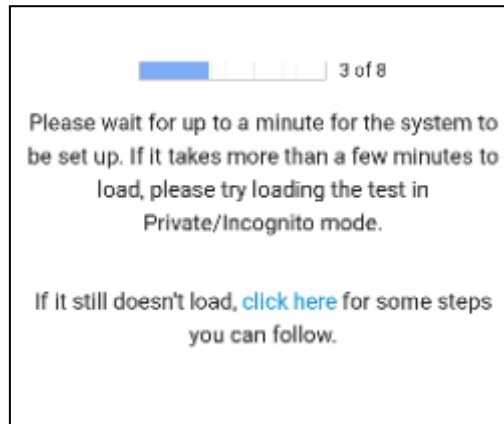 3 of 8
Please wait for up to a minute for the system to
be set up. If it takes more than a few minutes to
load, please try loading the test in
Private/Incognito mode.
If it still doesn't load, click here for some steps
you can follow.